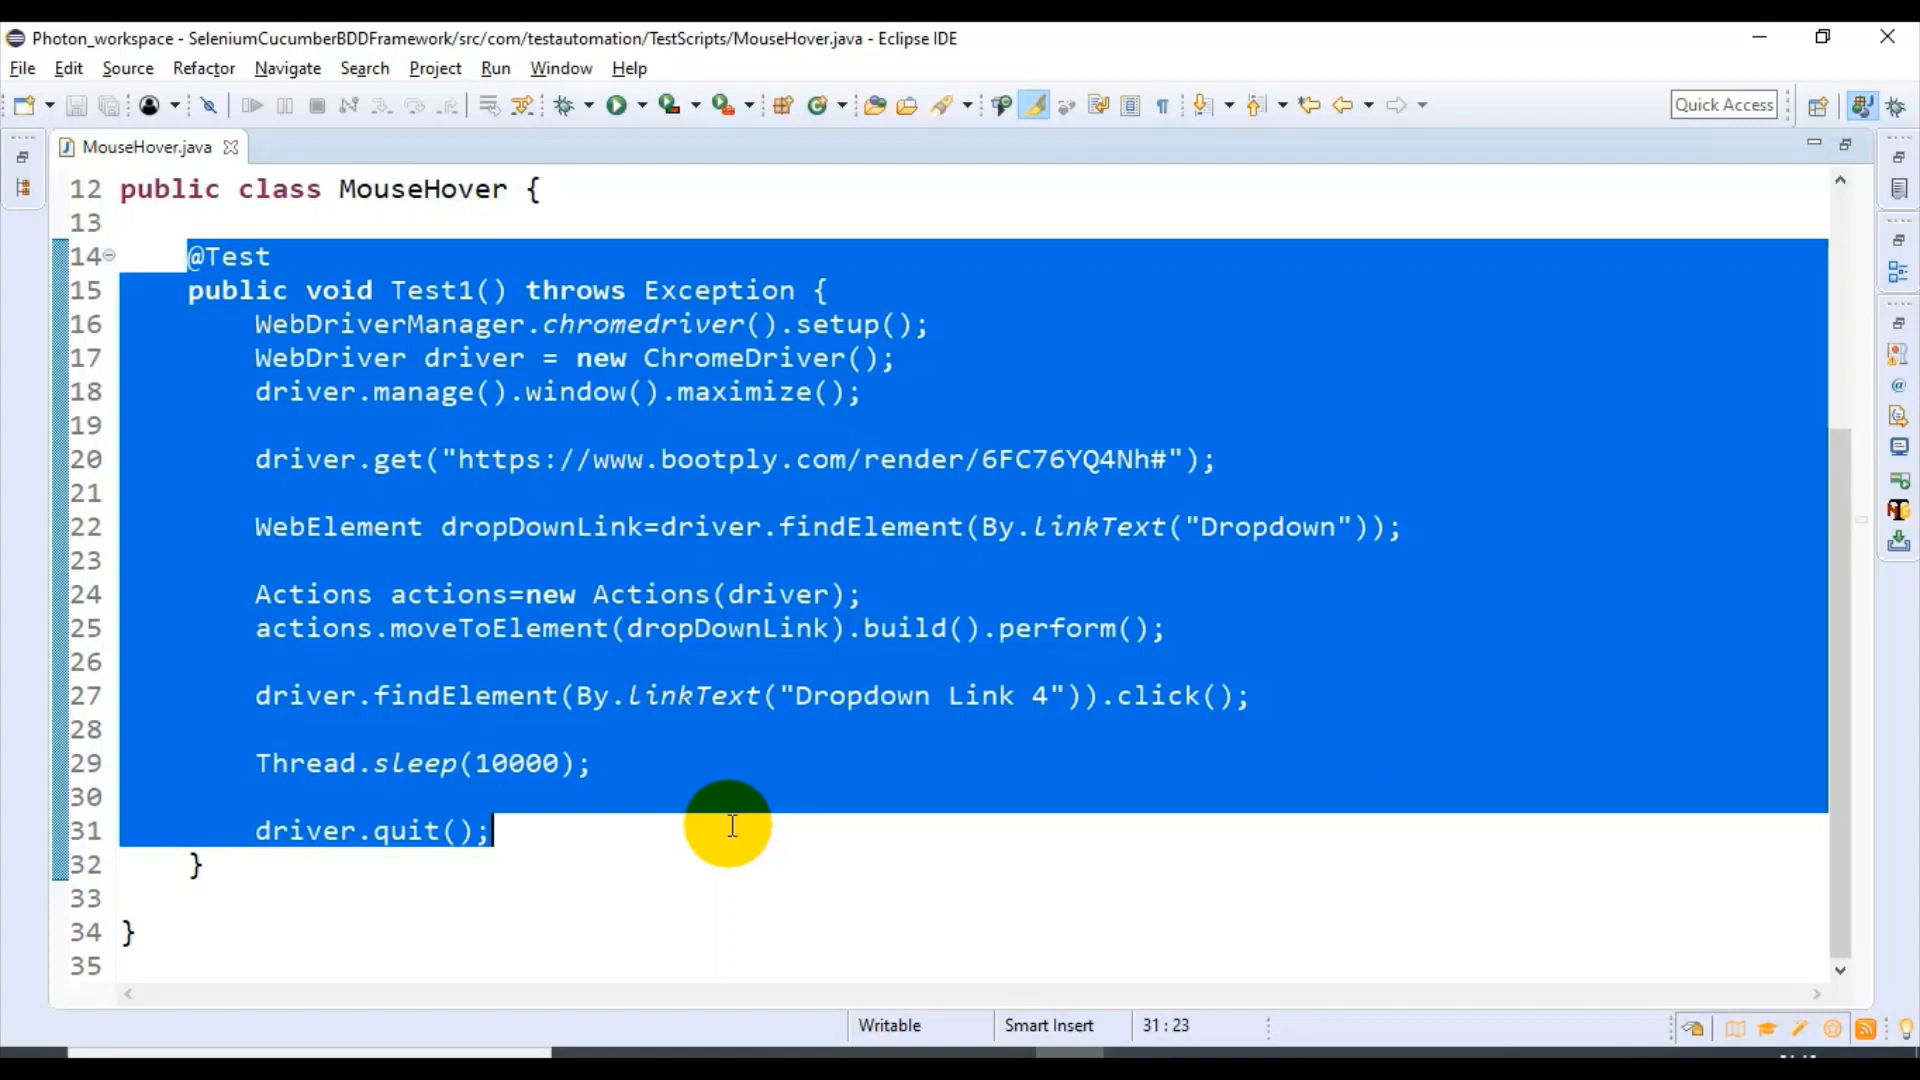 Photon_workspace - SeleniumCucumberBDDFramework/src/com/testautomation/TestScripts/MouseHover.java - Eclipse IDE
File Edit Source Refactor Navigate Search Project Run Window Help
Quick Access
MouseHover.java
12 public class MouseHover {
13
14 @Test
15 public void Test1() throws Exception {
16 WebDriverManager.chromedriver().setup();
17 WebDriver driver = new ChromeDriver();
18 driver.manage().window().maximize();
19
20 driver.get("https://www.bootply.com/render/6FC76YQ4Nh#");
21
22 WebElement dropDownLink=driver.findElement(By.linkText("Dropdown"));
23
24 Actions actions=new Actions(driver);
25 actions.moveToElement(dropDownLink).build().perform();
26
27 driver.findElement(By.linkText("Dropdown Link 4")).click();
28
29 Thread.sleep(10000);
30
31 driver.quit();
32 }
33
34 }
35
Writable Smart Insert 31 : 23